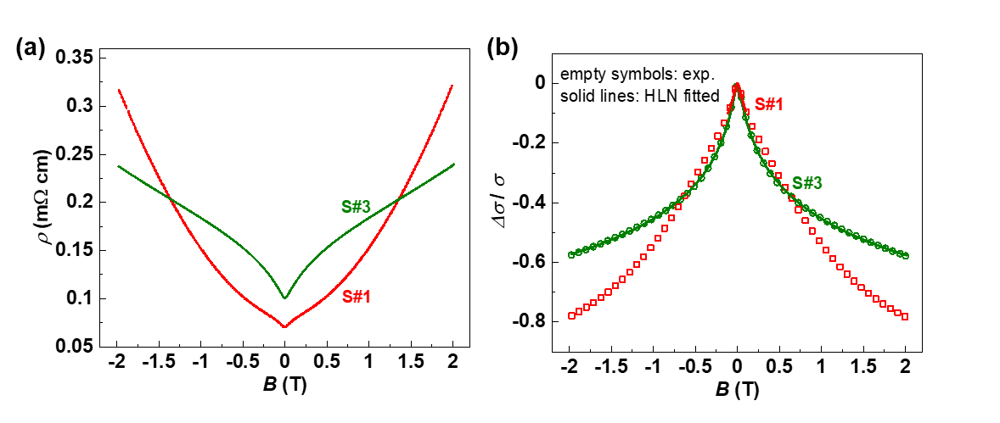 (a)
0.35
0.3
0.25
0.2
0.15
0.1
0.05
ρ (mΩ cm)
S#3
S#1
-2 -1.5 -1 -0.5 0 0.5 1 1.5 2
B (T)
(b)
0
-0.2
-0.4
-0.6
-0.8
Δσ / σ
empty symbols: exp.
solid lines: HLN fitted
S#1
S#3
-2 -1.5 -1 -0.5 0 0.5 1 1.5 2
B (T)